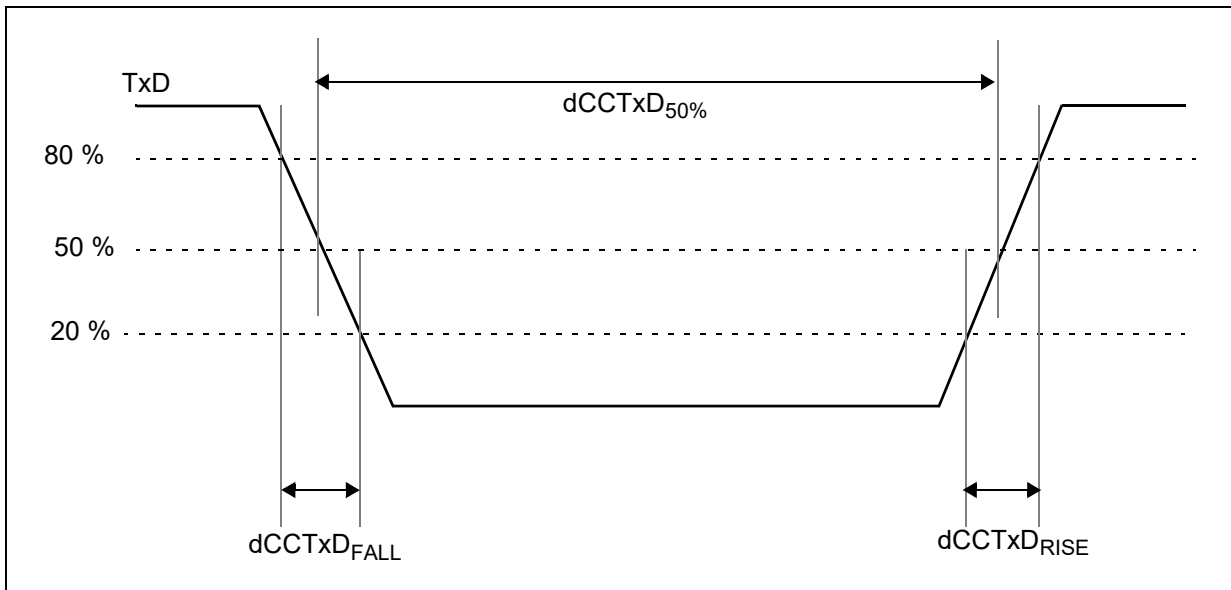 TxD
dCCTxD50%
80 %
50 %
20 %
dCCTxDFALL
dCCTxDRISE